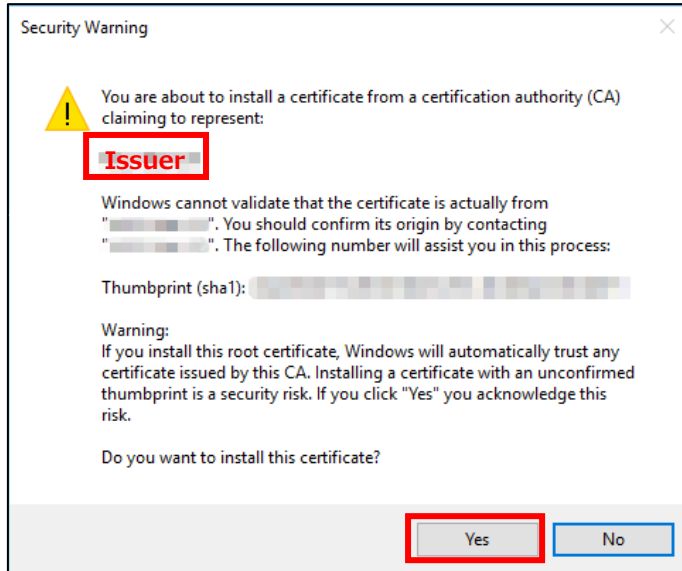 Security Warning
You are about to install a certificate from a certification authority (CA)
claiming to represent:
Issuer
Windows cannot validate that the certificate is actually from
"". You should confirm its origin by contacting
"". The following number will assist you in this process:
Thumbprint (sha1):
Warning:
If you install this root certificate, Windows will automatically trust any
certificate issued by this CA. Installing a certificate with an unconfirmed
thumbprint is a security risk. If you click "Yes" you acknowledge this
risk.
Do you want to install this certificate?
Yes No